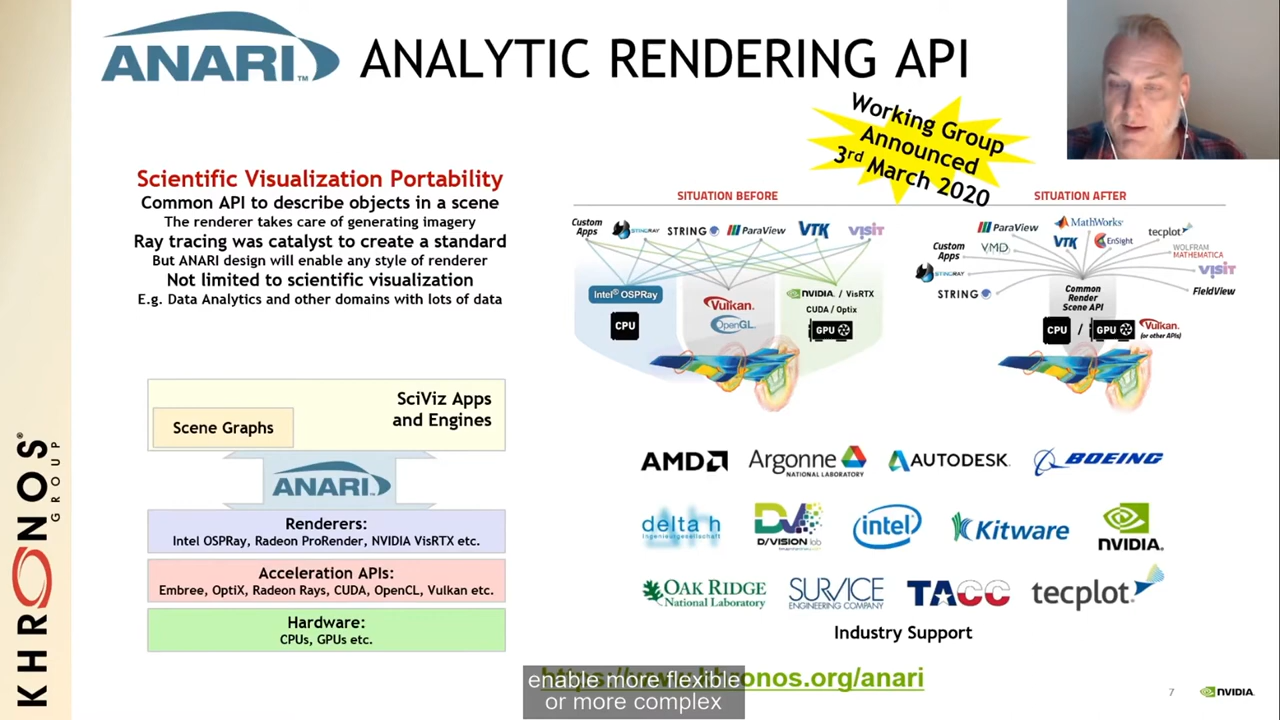 ANARI™
ANALYTIC RENDERING API
Working Group
Announced
3rd March 2020
Scientific Visualization Portability
Common API to describe objects in a scene
The renderer takes care of generating imagery
Ray tracing was catalyst to create a standard
But ANARI design will enable any style of renderer
Not limited to scientific visualization
E.g. Data Analytics and other domains with lots of data
SITUATION BEFORE
Custom
Apps
STINGRAY
STRING
ParaView
VTK
VISIT
Intel® OSPRay
CPU
Vulkan.
OpenGL
NVIDIA / VisRTX
CUDA / Optix
GPU
SITUATION AFTER
ParaView
MathWorks
tecplot
Custom
Apps
VMD
VTK
EnSight
WOLFRAM
MATHEMATICA
STINGRAY
VISIT
STRING
FieldView
Common
Render
Scene API
CPU / GPU
Vulkan.
(or other APIs)
SciViz Apps
and Engines
Scene Graphs
ANARI™
Renderers:
Intel OSPRay, Radeon ProRender, NVIDIA VisRTX etc.
Acceleration APIs:
Embree, OptiX, Radeon Rays, CUDA, OpenCL, Vulkan etc.
Hardware:
CPUs, GPUs etc.
AMD
Argonne
NATIONAL LABORATORY
AUTODESK.
BOEING
delta h
Ingenieurgesellschaft
D/VISION lab
intel
Kitware
NVIDIA.
OAK RIDGE
National Laboratory
SURVICE
ENGINEERING COMPANY
TACC
tecplot
Industry Support
https://www.khronos.org/anari
enable more flexible
or more complex
7
NVIDIA.
KHRONOS®
GROUP